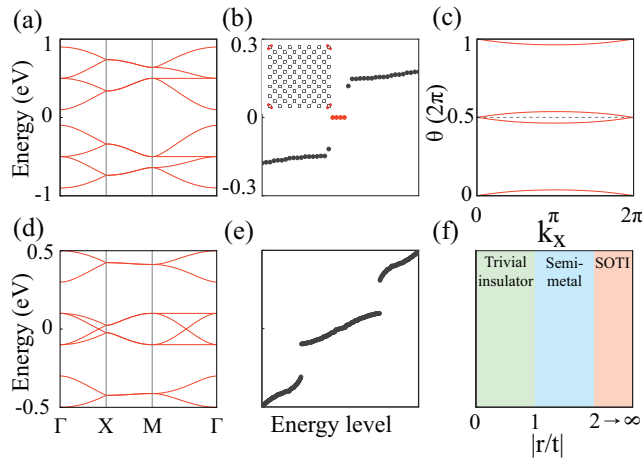 (a) (b) (c)
1 0.3 1
Energy (eV) 0 0 θ (2π) 0.5
-1 -0.3 0
0 π 2π
k_X
(d) (e) (f)
0.5
Energy (eV) 0
-0.5
Γ X M Γ
Energy level
Trivial Semi- SOTI
insulator metal
0 1 2→∞
|r/t|